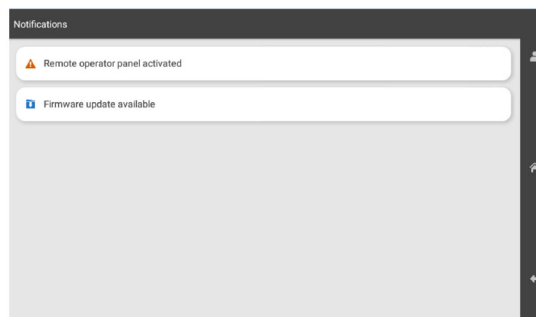 Notifications
Remote operator panel activated
Firmware update available